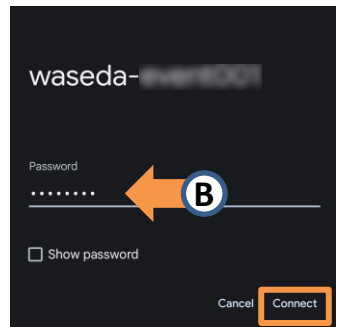 waseda-
Password
........
B
Show password
Cancel Connect